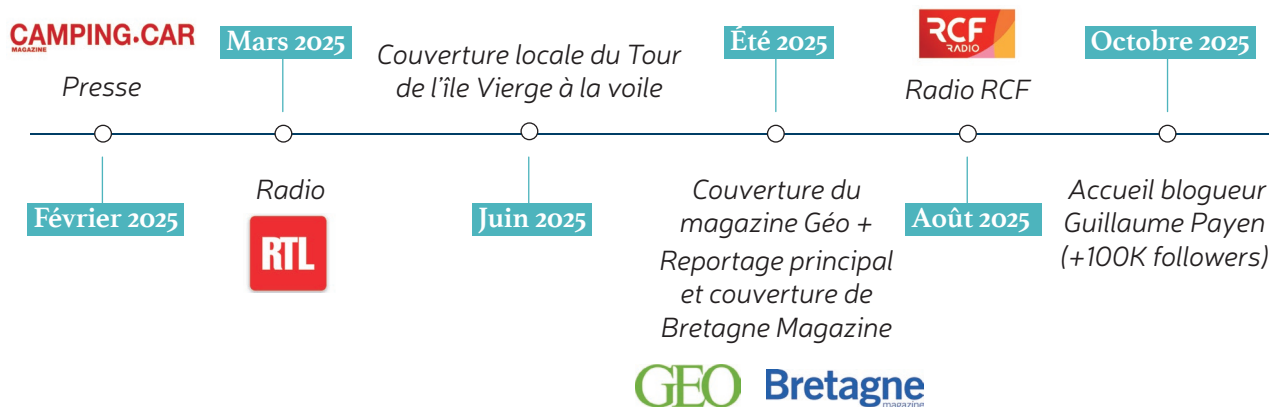 CAMPING-CAR
MAGAZINE
Presse
Février 2025
Mars 2025
Radio
RTL
Couverture locale du Tour
de l'île Vierge à la voile
Juin 2025
Été 2025
Couverture du
magazine Géo +
Reportage principal
et couverture de
Bretagne Magazine
GEO
Bretagne
magazine
RCF
RADIO
Radio RCF
Août 2025
Octobre 2025
Accueil blogueur
Guillaume Payen
(+100K followers)